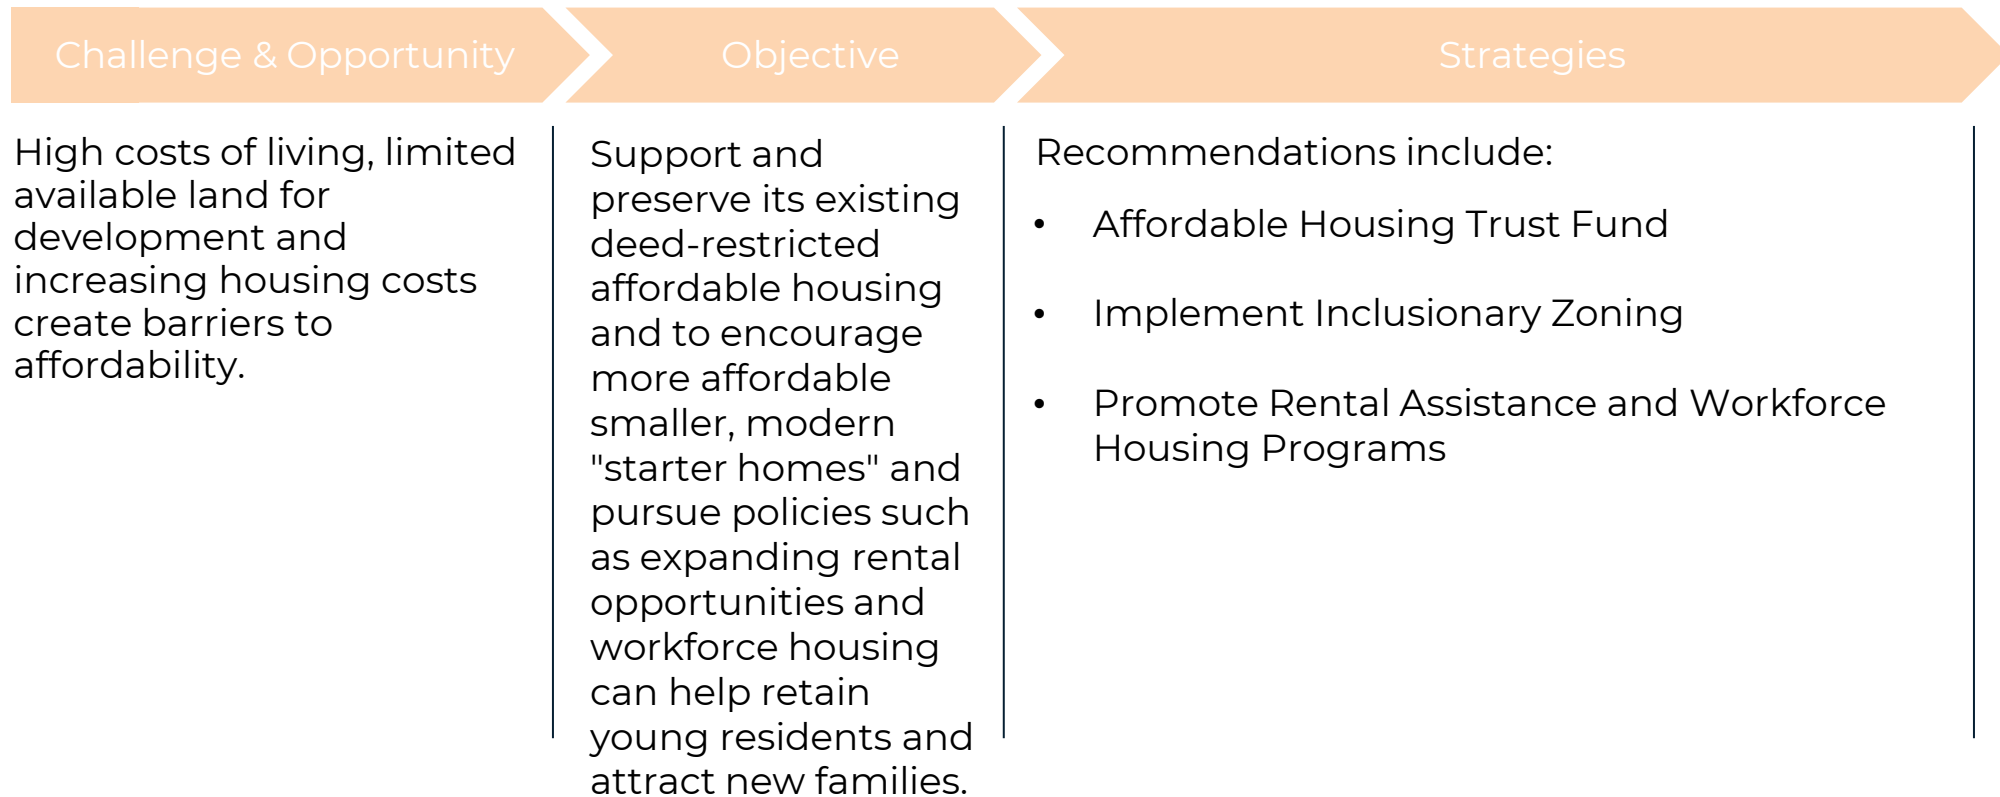 Challenge & Opportunity
Objective
Strategies
High costs of living, limited
available land for
development and
increasing housing costs
create barriers to
affordability.
Support and
preserve its existing
deed-restricted
affordable housing
and to encourage
more affordable
smaller, modern
"starter homes" and
pursue policies such
as expanding rental
opportunities and
workforce housing
can help retain
young residents and
attract new families.
Recommendations include:
• Affordable Housing Trust Fund
• Implement Inclusionary Zoning
• Promote Rental Assistance and Workforce
Housing Programs